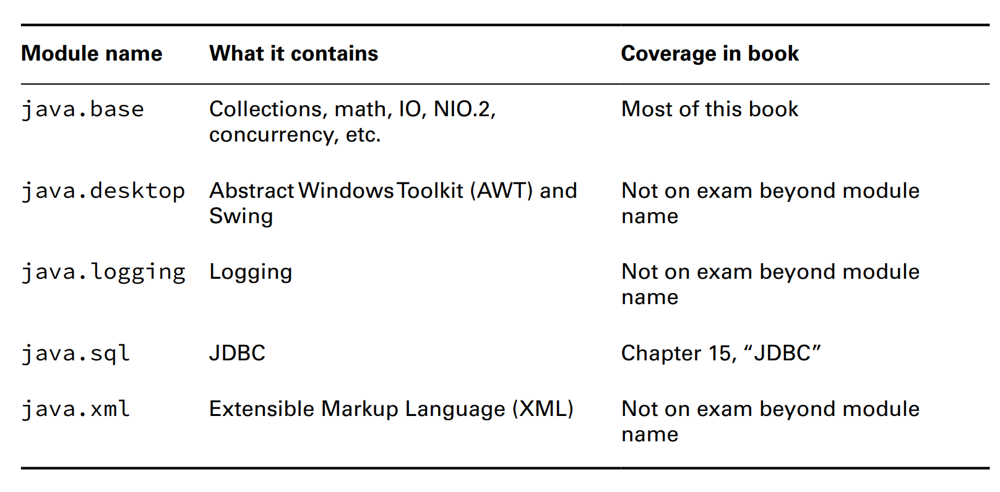 Module name What it contains Coverage in book
java.base Collections, math, IO, NIO.2, Most of this book
concurrency, etc.
java.desktop Abstract Windows Toolkit (AWT) and Not on exam beyond module
Swing name
java.logging Logging Not on exam beyond module
name
java.sql JDBC Chapter 15, “JDBC”
java.xml Extensible Markup Language (XML) Not on exam beyond module
name